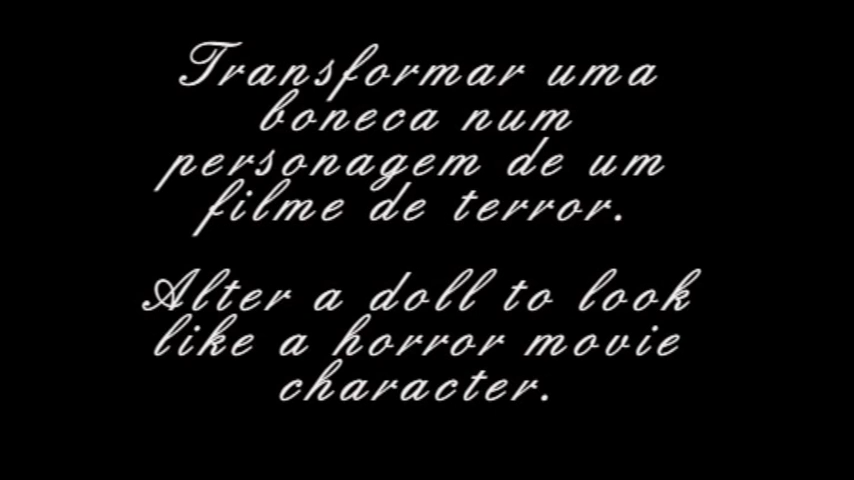 Transformar uma
boneca num
personagem de um
filme de terror.
Alter a doll to look
like a horror movie
character.